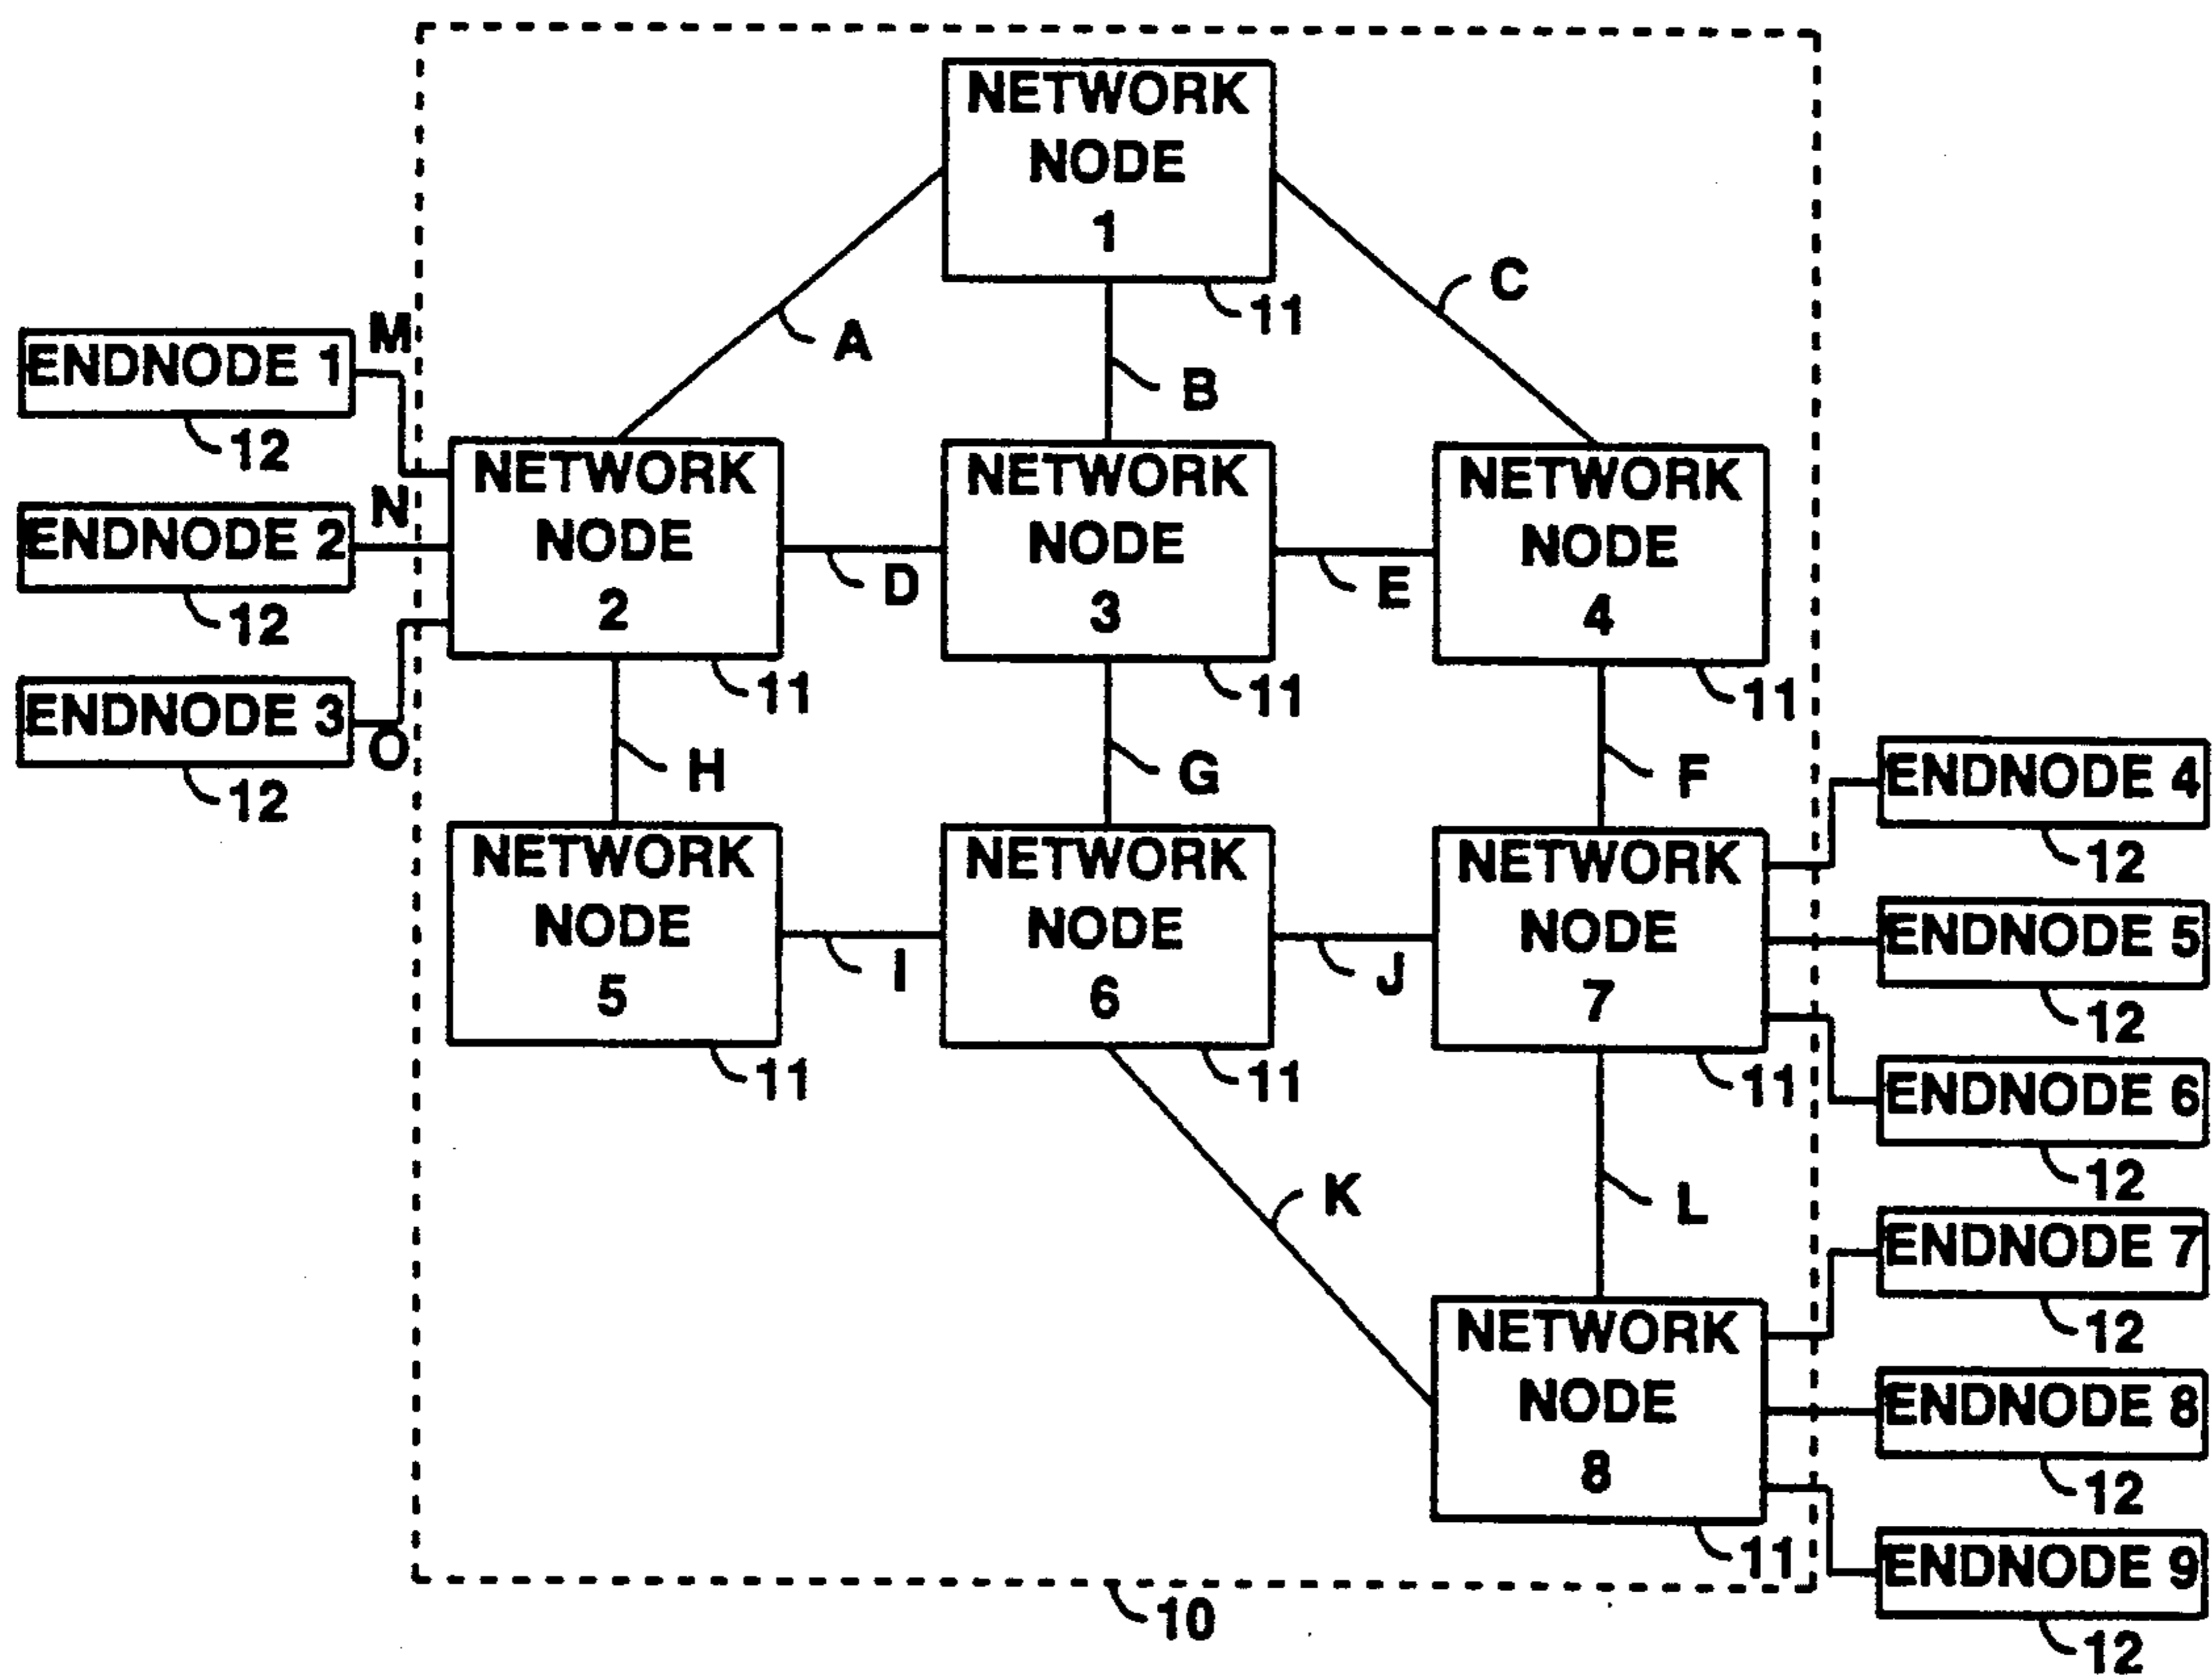 NETWORK
NODE
1
11
A
B
C
ENDNODE 1
12
M
ENDNODE 2
12
N
ENDNODE 3
12
O
NETWORK
NODE
2
11
D
NETWORK
NODE
3
11
E
NETWORK
NODE
4
11
H
G
F
NETWORK
NODE
5
11
I
NETWORK
NODE
6
11
J
NETWORK
NODE
7
11
ENDNODE 4
12
ENDNODE 5
12
ENDNODE 6
12
K
L
NETWORK
NODE
8
11
ENDNODE 7
12
ENDNODE 8
12
ENDNODE 9
12
10